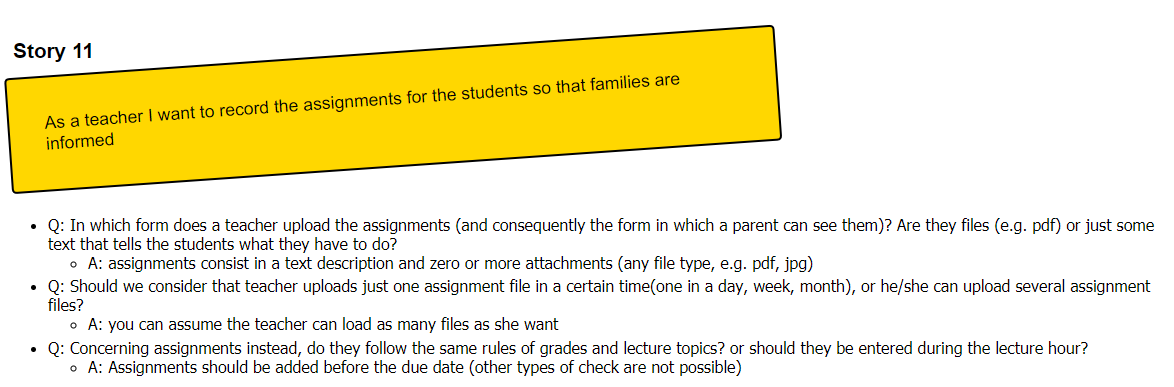 Story 11
As a teacher I want to record the assignments for the students so that families are
informed
• Q: In which form does a teacher upload the assignments (and consequently the form in which a parent can see them)? Are they files (e.g. pdf) or just some
text that tells the students what they have to do?
◦ A: assignments consist in a text description and zero or more attachments (any file type, e.g. pdf, jpg)
• Q: Should we consider that teacher uploads just one assignment file in a certain time(one in a day, week, month), or he/she can upload several assignment
files?
◦ A: you can assume the teacher can load as many files as she want
• Q: Concerning assignments instead, do they follow the same rules of grades and lecture topics? or should they be entered during the lecture hour?
◦ A: Assignments should be added before the due date (other types of check are not possible)